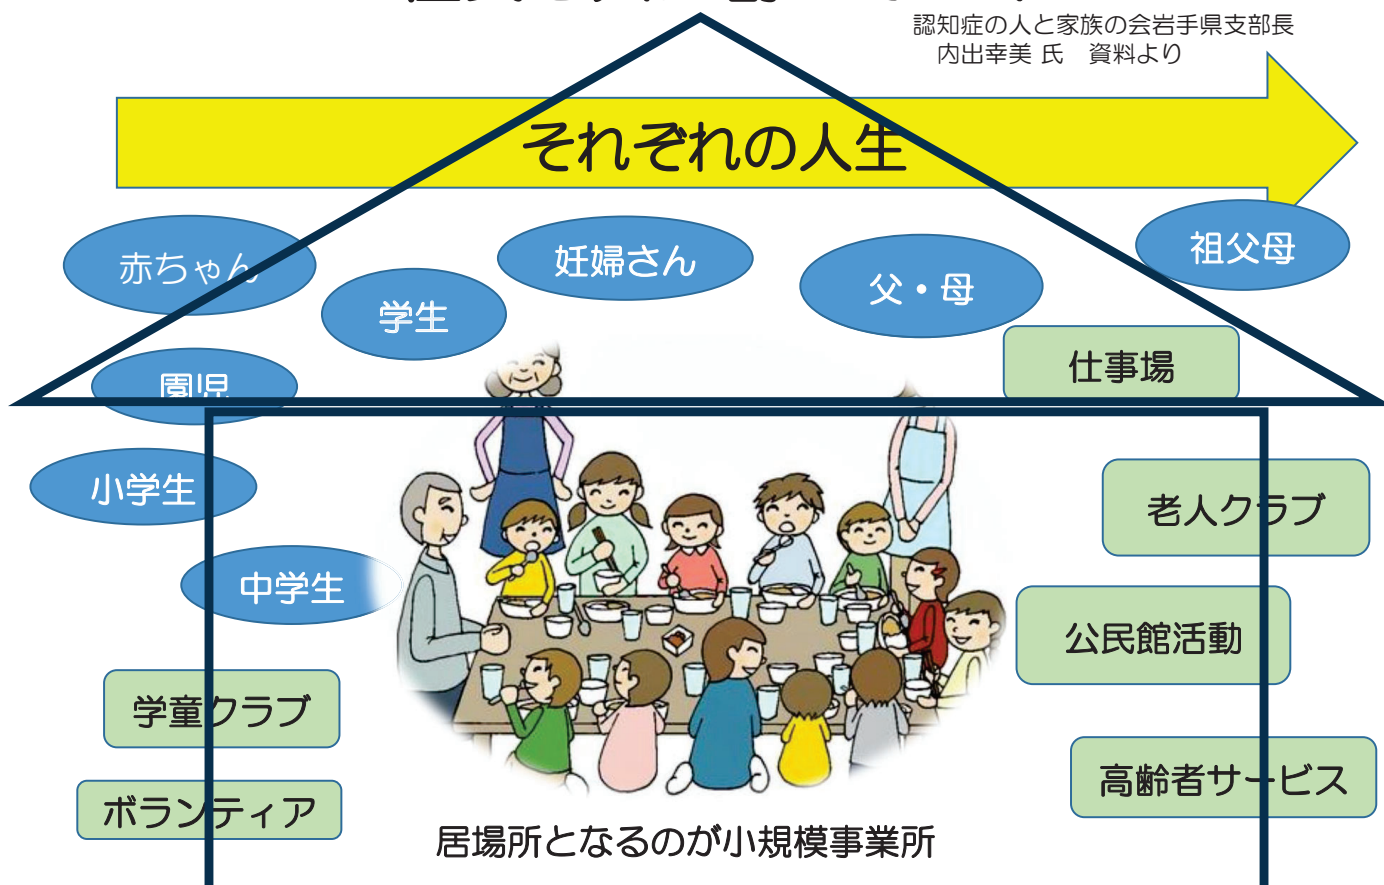 認知症の人と家族の会岩手県支部長
内出幸美 氏　資料より
それぞれの人生
赤ちゃん
学生
妊婦さん
父・母
祖父母
園児
仕事場
小学生
老人クラブ
中学生
公民館活動
学童クラブ
高齢者サービス
ボランティア
居場所となるのが小規模事業所